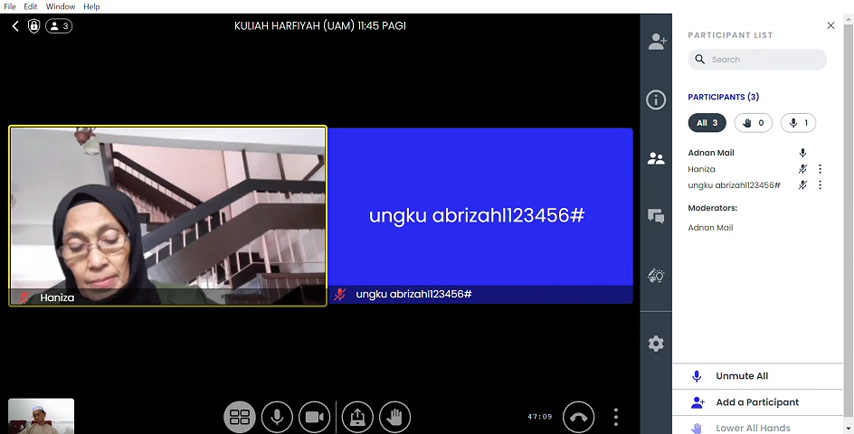 File Edit Window Help
3
KULIAH HARFIYAH (UAM) 11:45 PAGI
Haniza
ungku abrizahl123456#
ungku abrizahl123456#
47:09
PARTICIPANT LIST
Search
PARTICIPANTS (3)
All 3 0 1
Adnan Mail
Haniza
ungku abrizahl123456#
Moderators:
Adnan Mail
Unmute All
Add a Participant
Lower All Hands